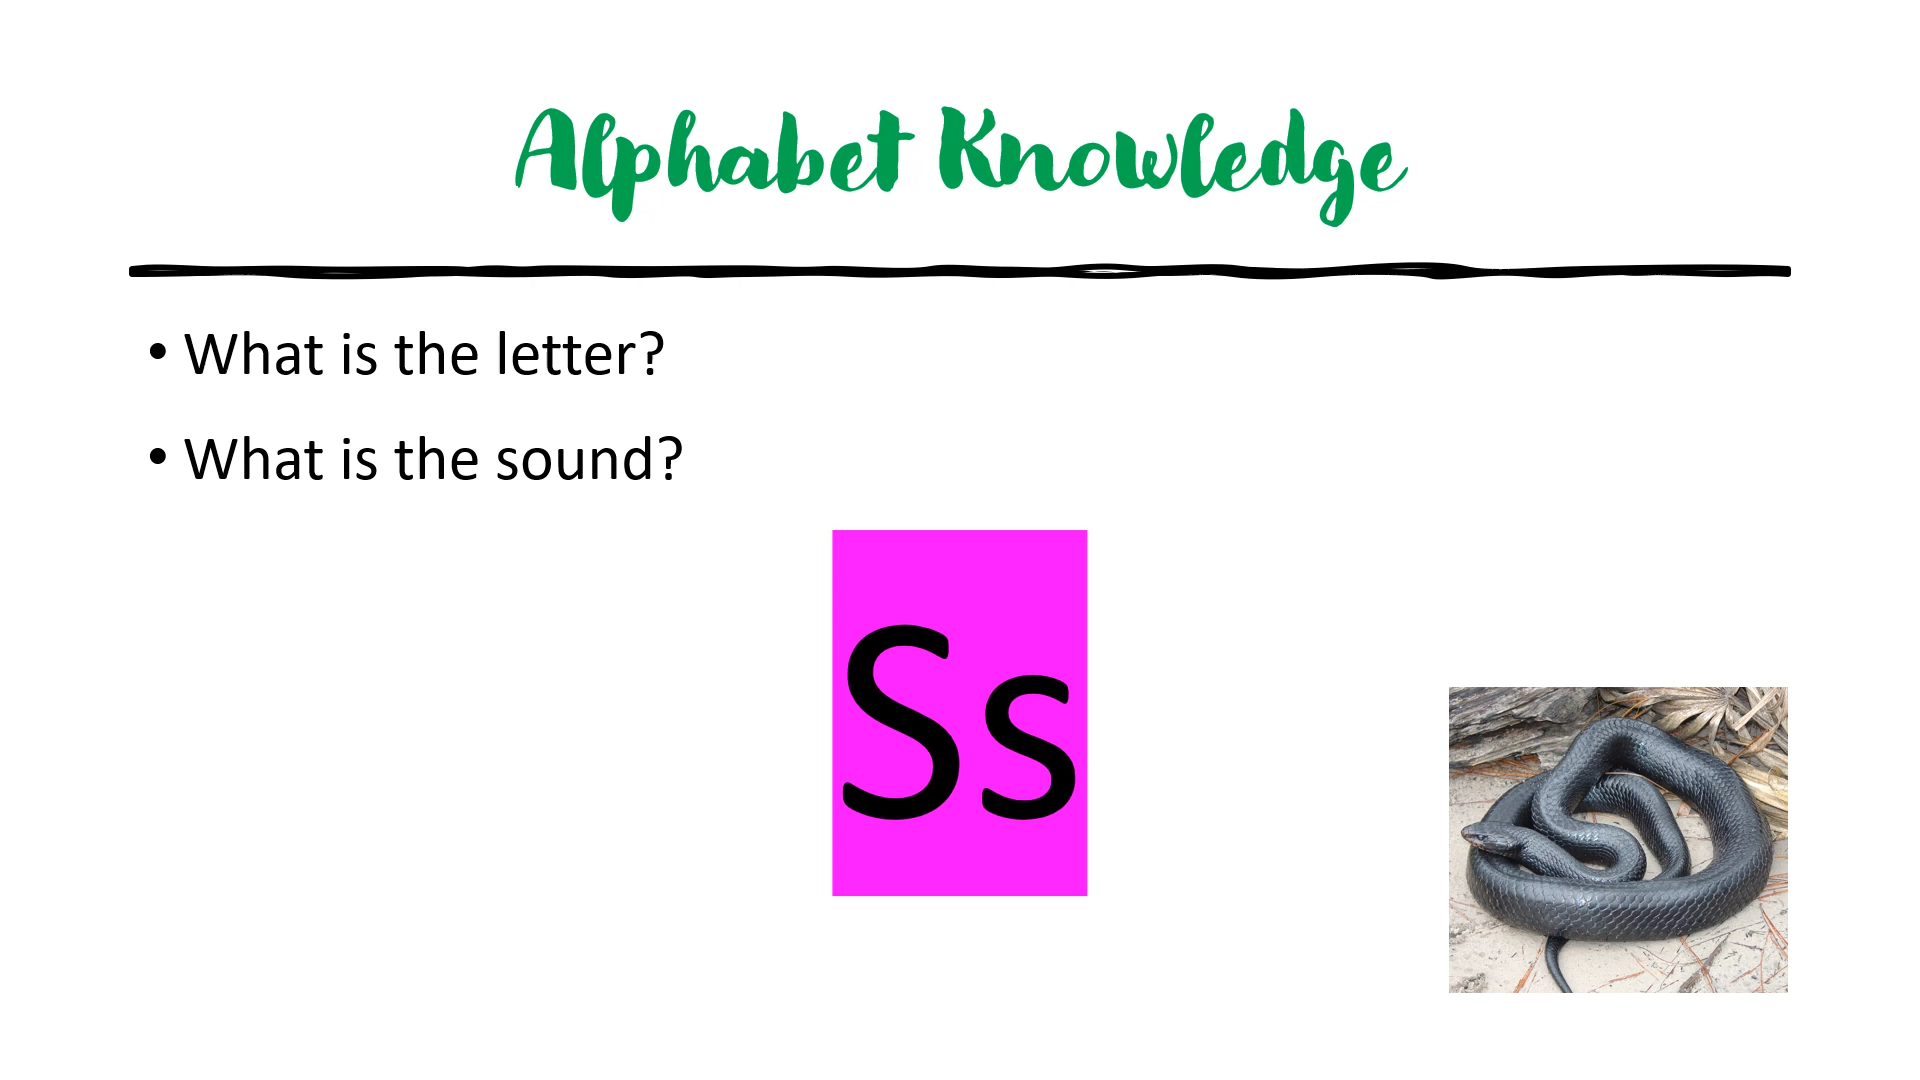 Alphabet Knowledge
• What is the letter?
• What is the sound?
Ss